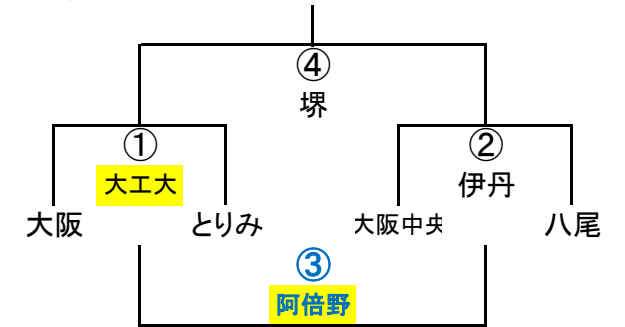 ④
堺
① ②
大工大 伊丹
大阪 とりみ 大阪中央 八尾
③
阿倍野